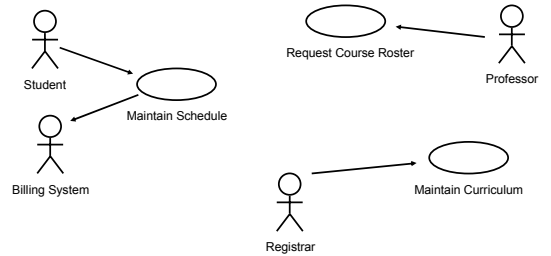 Request Course Roster
Student
Professor
Maintain Schedule
Billing System
Maintain Curriculum
Registrar